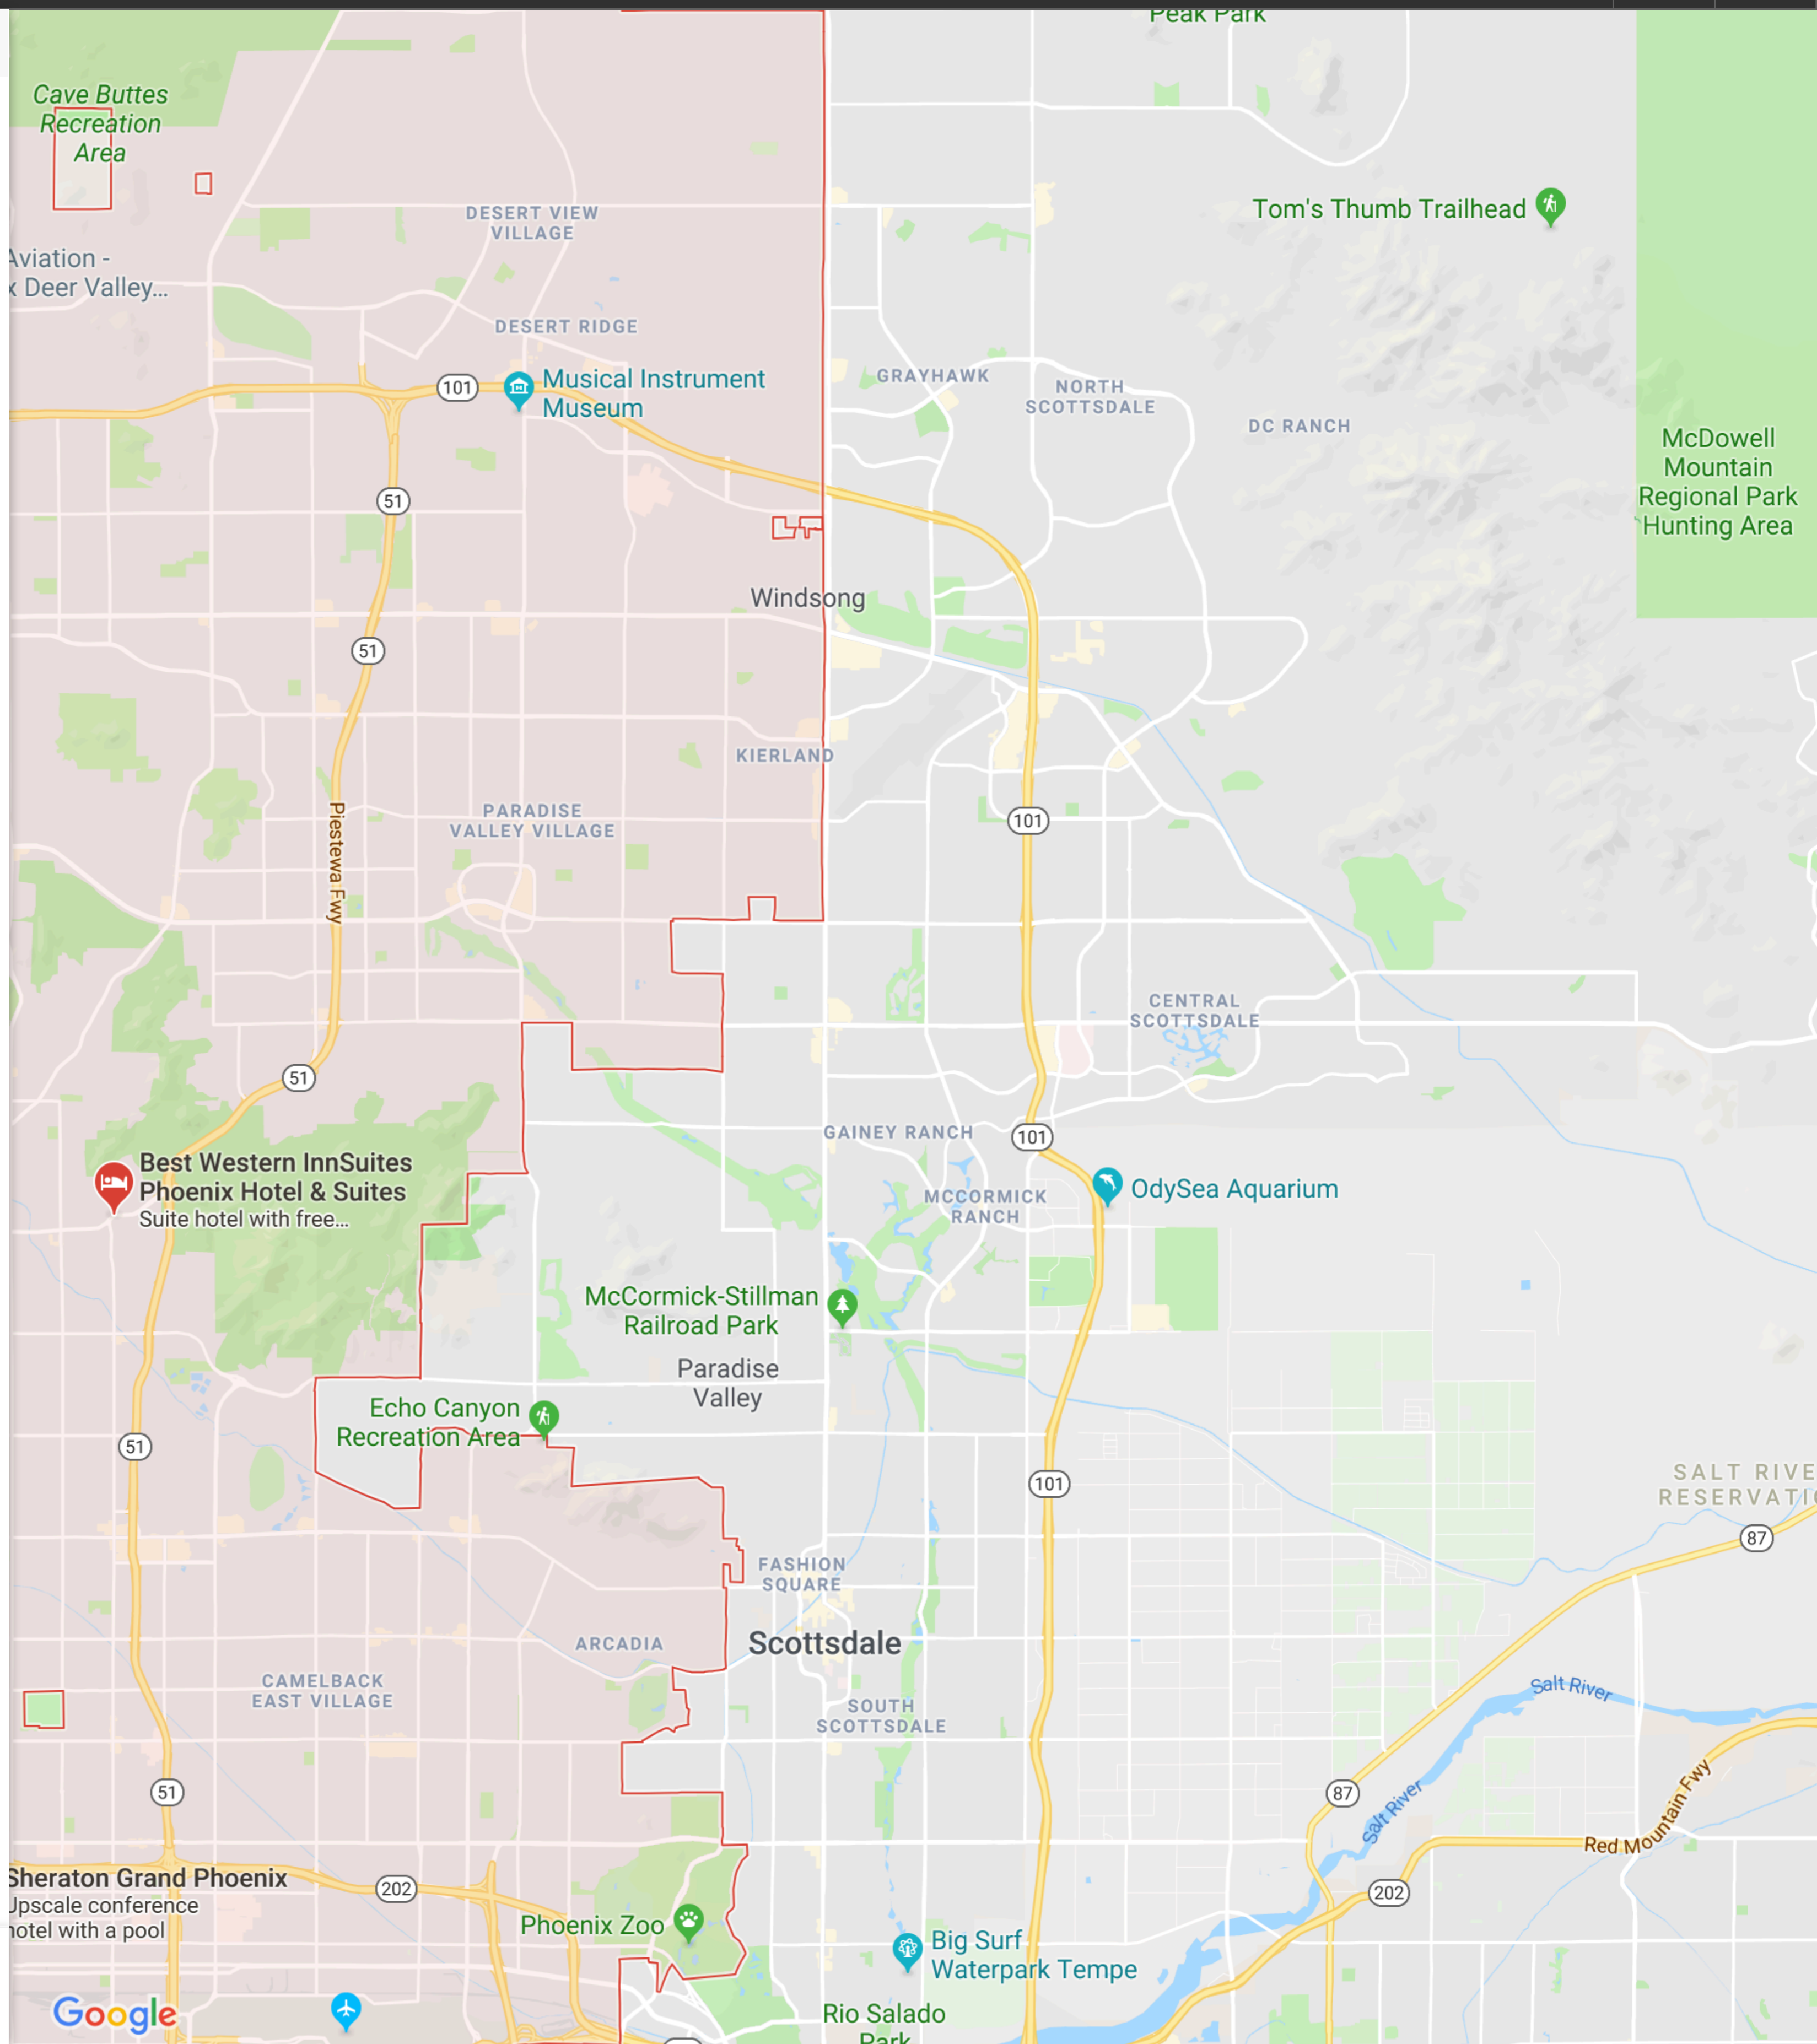 Peak Park
Cave Buttes
Recreation
Area
Tom's Thumb Trailhead
DESERT VIEW
VILLAGE
Aviation -
x Deer Valley...
DESERT RIDGE
101
Musical Instrument
Museum
GRAYHAWK
NORTH
SCOTTSDALE
DC RANCH
McDowell
Mountain
Regional Park
Hunting Area
51
Windsong
51
KIERLAND
PARADISE
VALLEY VILLAGE
Piestewa Fwy
101
CENTRAL
SCOTTSDALE
51
GAINEY RANCH
101
Best Western InnSuites
Phoenix Hotel & Suites
Suite hotel with free...
MCCORMICK
RANCH
OdySea Aquarium
McCormick-Stillman
Railroad Park
Paradise
Valley
Echo Canyon
Recreation Area
51
101
SALT RIVE
RESERVATIO
87
FASHION
SQUARE
Scottsdale
ARCADIA
CAMELBACK
EAST VILLAGE
SOUTH
SCOTTSDALE
Salt River
51
87
Salt River
Red Mountain Fwy
Sheraton Grand Phoenix
Upscale conference
hotel with a pool
202
202
Phoenix Zoo
Big Surf
Waterpark Tempe
Rio Salado
Park
Google